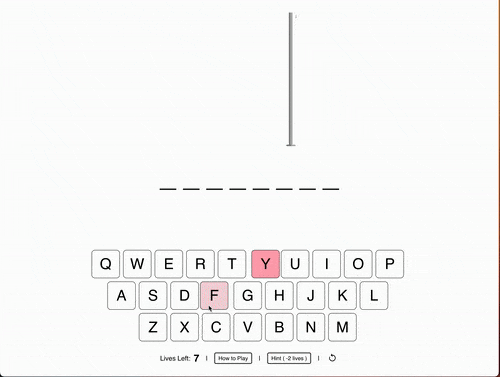 Q W E R T Y U I O P
A S D F G H J K L
Z X C V B N M
Lives Left: 7 | How to Play | Hint ( -2 lives ) |